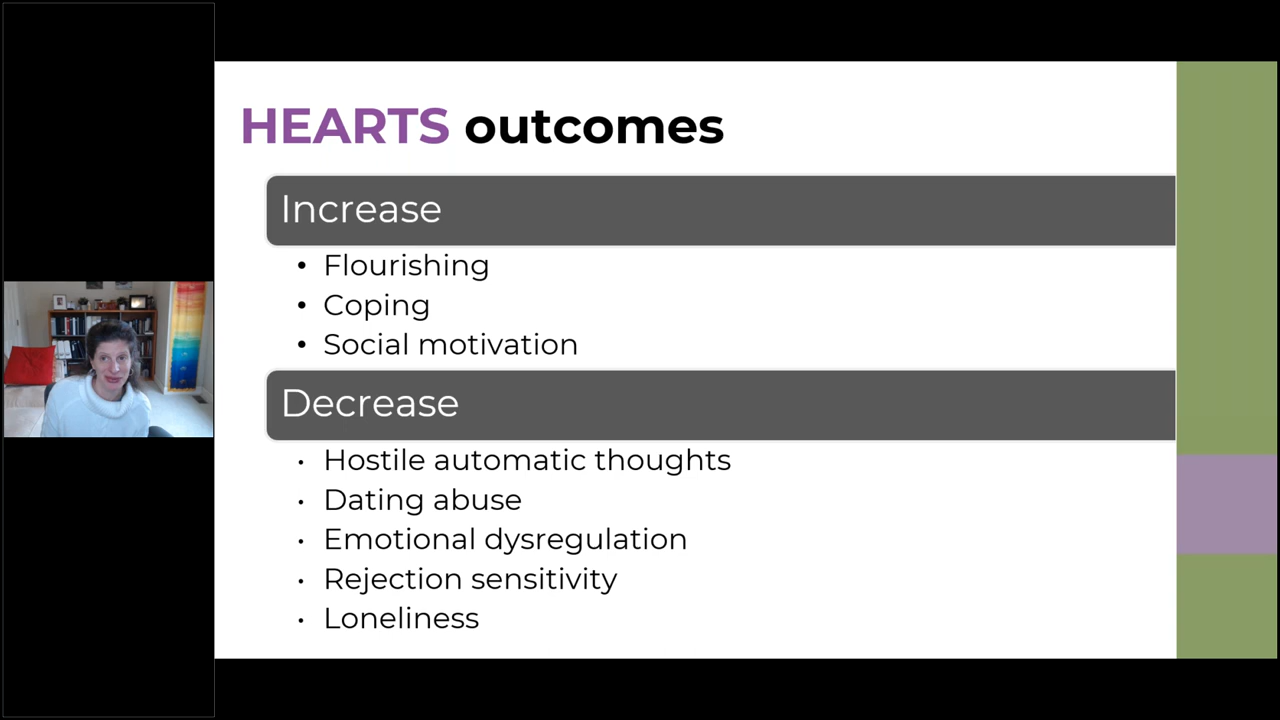 HEARTS outcomes
Increase
• Flourishing
• Coping
• Social motivation
Decrease
• Hostile automatic thoughts
• Dating abuse
• Emotional dysregulation
• Rejection sensitivity
• Loneliness